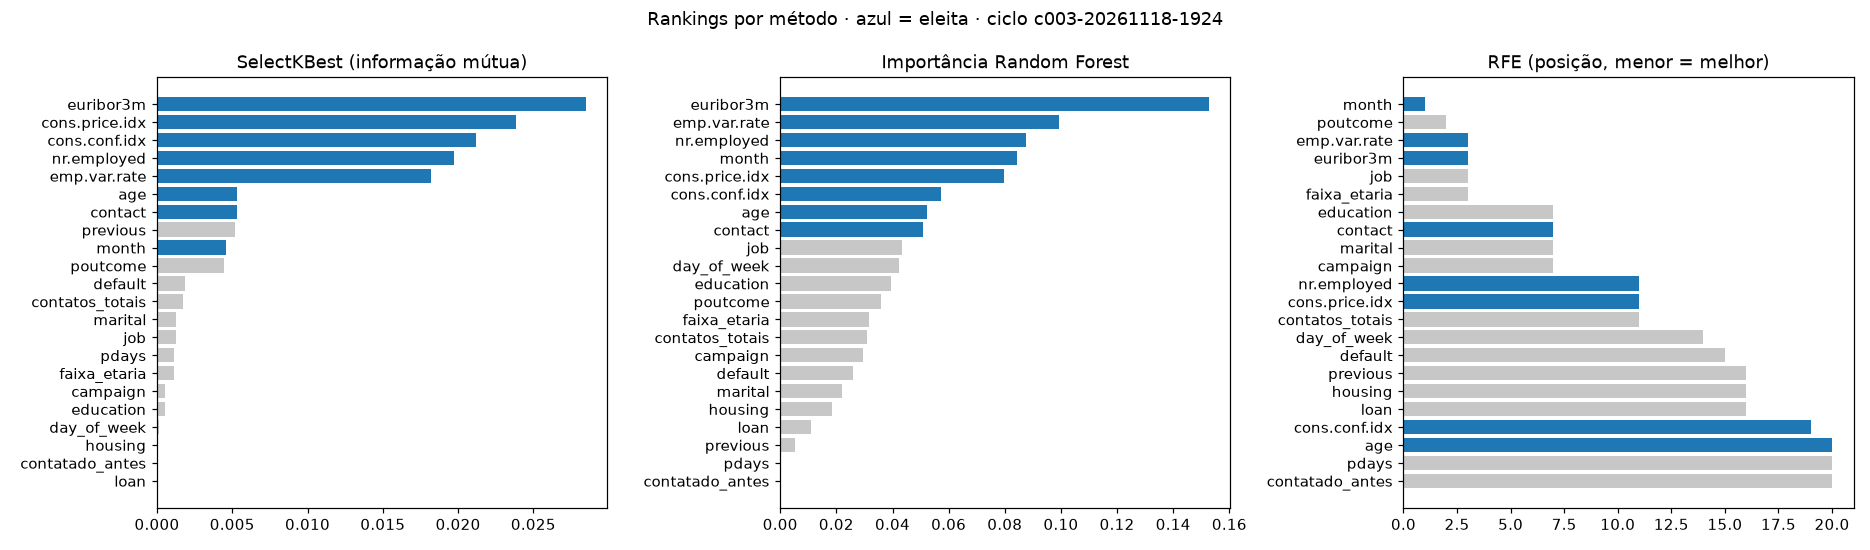 Rankings por método · azul = eleita · ciclo c003-20261118-1924
SelectKBest (informação mútua)
euribor3m
cons.price.idx
cons.conf.idx
nr.employed
emp.var.rate
age
contact
previous
month
poutcome
default
contatos_totais
marital
job
pdays
faixa_etaria
campaign
education
day_of_week
housing
contatado_antes
loan
0.000 0.005 0.010 0.015 0.020 0.025
Importância Random Forest
euribor3m
emp.var.rate
nr.employed
month
cons.price.idx
cons.conf.idx
age
contact
job
day_of_week
education
poutcome
faixa_etaria
contatos_totais
campaign
default
marital
housing
loan
previous
pdays
contatado_antes
0.00 0.02 0.04 0.06 0.08 0.10 0.12 0.14 0.16
RFE (posição, menor = melhor)
month
poutcome
emp.var.rate
euribor3m
job
faixa_etaria
education
contact
marital
campaign
nr.employed
cons.price.idx
contatos_totais
day_of_week
default
previous
housing
loan
cons.conf.idx
age
pdays
contatado_antes
0.0 2.5 5.0 7.5 10.0 12.5 15.0 17.5 20.0